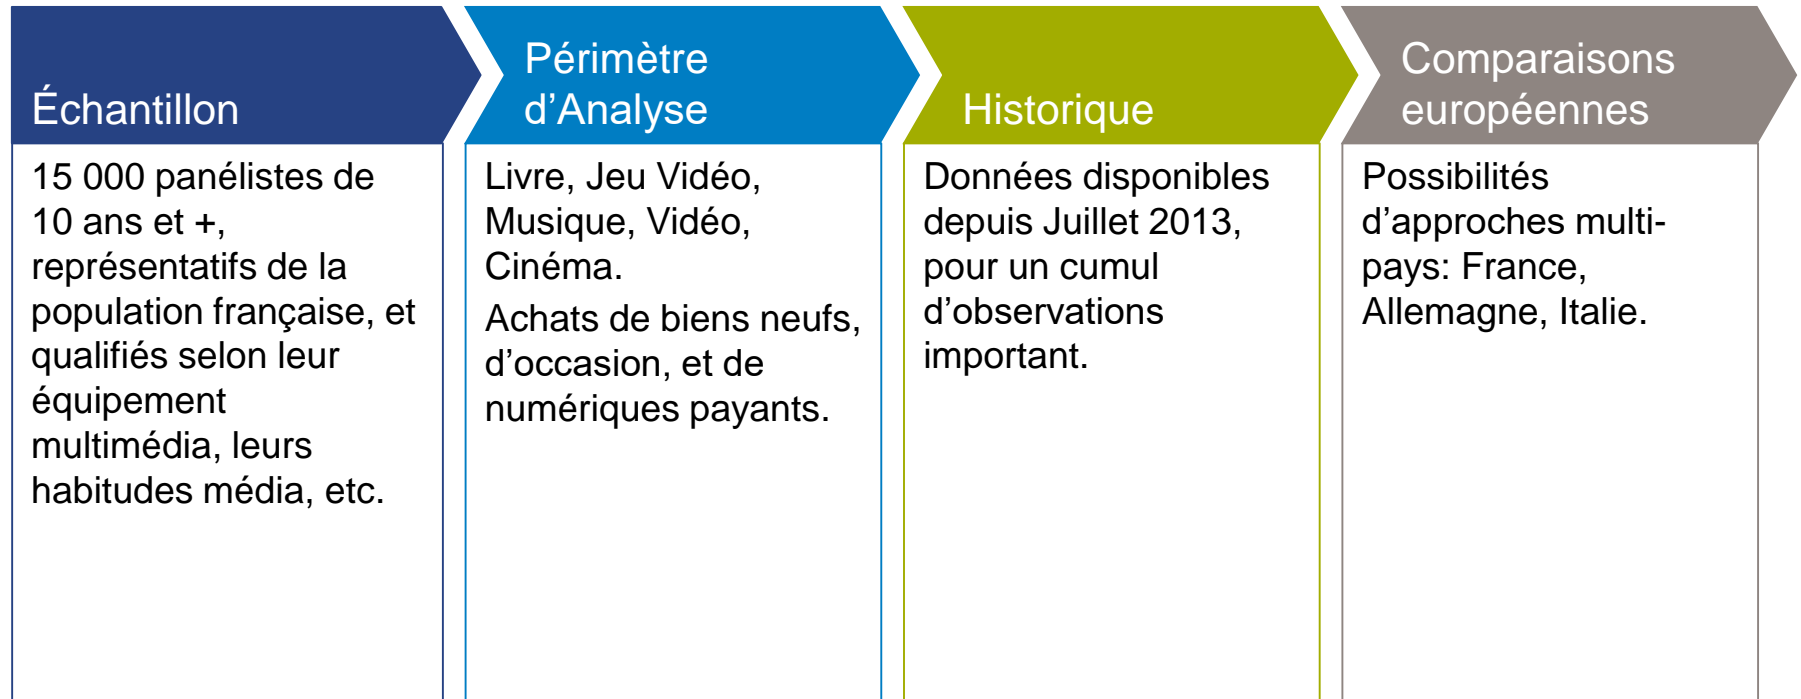 Échantillon
15 000 panélistes de
10 ans et +,
représentatifs de la
population française, et
qualifiés selon leur
équipement
multimédia, leurs
habitudes média, etc.
Périmètre
d’Analyse
Livre, Jeu Vidéo,
Musique, Vidéo,
Cinéma.
Achats de biens neufs,
d’occasion, et de
numériques payants.
Historique
Données disponibles
depuis Juillet 2013,
pour un cumul
d’observations
important.
Comparaisons
européennes
Possibilités
d’approches multi-
pays: France,
Allemagne, Italie.